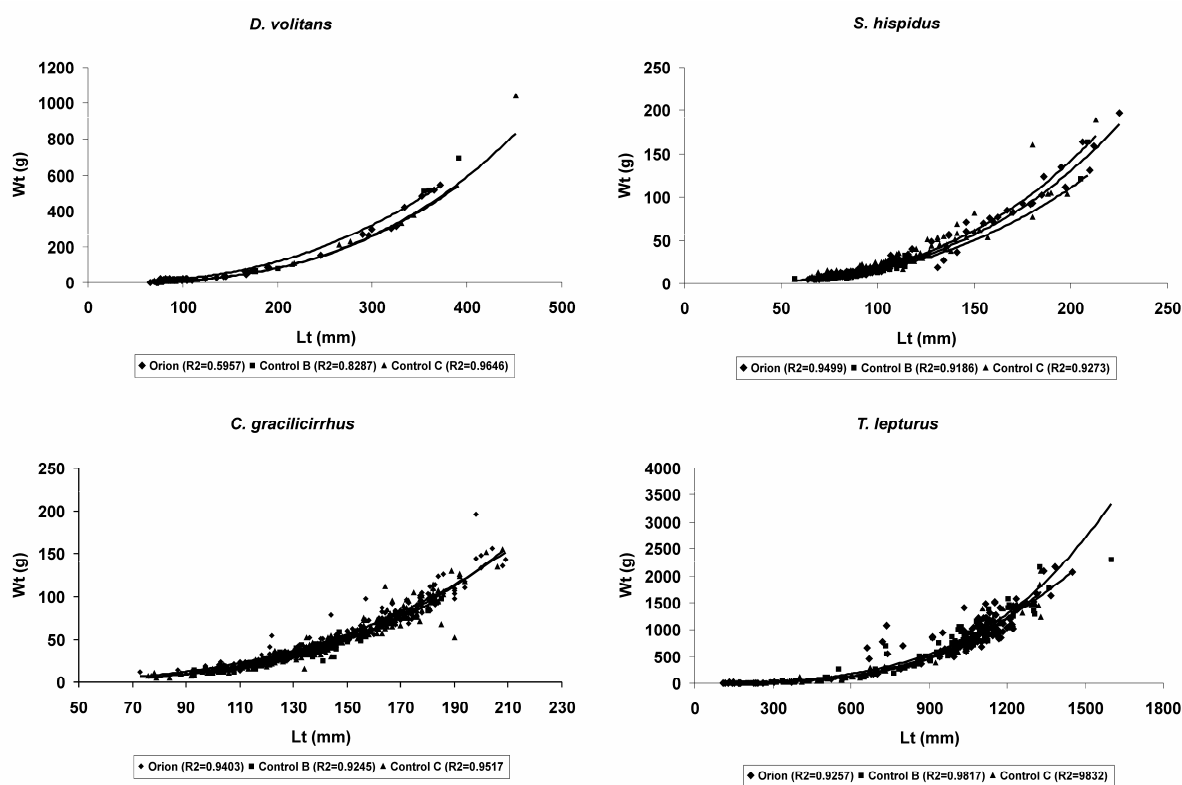 D. volitans
1200
1000
800
600
400
200
0
Wt (g)
0 100 200 300 400 500
Lt (mm)
Orion (R2=0.5957) Control B (R2=0.8287) Control C (R2=0.9646)
S. hispidus
250
200
150
100
50
0
Wt (g)
0 50 100 150 200 250
Lt (mm)
Orion (R2=0.9499) Control B (R2=0.9186) Control C (R2=0.9273)
C. gracilicirrhus
250
200
150
100
50
0
Wt (g)
50 70 90 110 130 150 170 190 210 230
Lt (mm)
Orion (R2=0.9403) Control B (R2=0.9245) Control C (R2=0.9517
T. lepturus
4000
3500
3000
2500
2000
1500
1000
500
0
Wt (g)
0 300 600 900 1200 1500 1800
Lt (mm)
Orion (R2=0.9257) Control B (R2=0.9817) Control C (R2=9832)